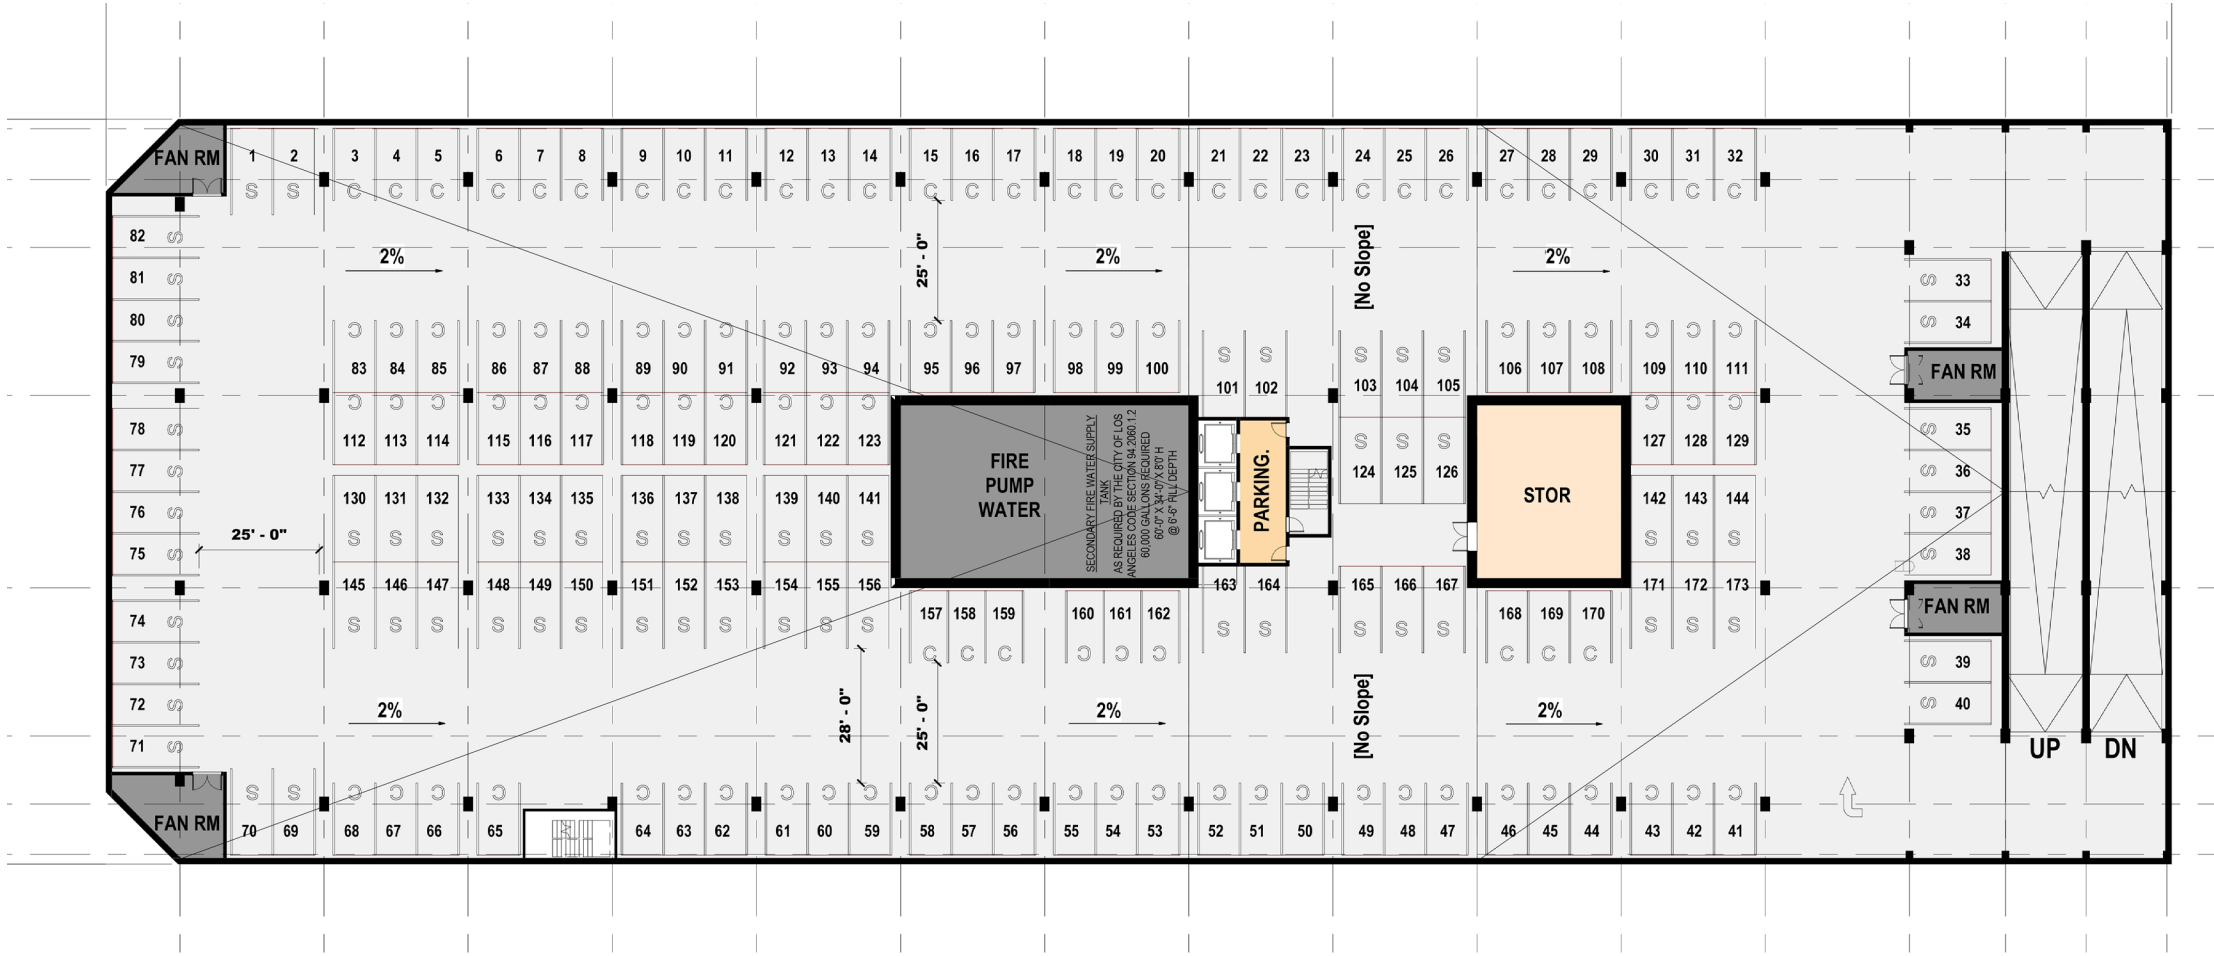 FAN RM 1 2 3 4 5 6 7 8 9 10 11 12 13 14 15 16 17 18 19 20 21 22 23 24 25 26 27 28 29 30 31 32
S S C C C C C C C C C C C C C C C C C C C C C C C C C C C C C C
82 S
81 S
80 S
79 S
2% 25' - 0" 2% [No Slope] 2%
S 33
S 34
C C C C C C C C C C C C C C C C C C S S S S S C C C C C C
83 84 85 86 87 88 89 90 91 92 93 94 95 96 97 98 99 100 101 102 103 104 105 106 107 108 109 110 111
FAN RM
C C C C C C C C C C C C C C C
112 113 114 115 116 117 118 119 120 121 122 123 127 128 129
S S S
124 125 126
78 S
77 S
76 S
75 S
S 35
S 36
S 37
S 38
FIRE
PUMP
WATER
SECONDARY FIRE WATER SUPPLY
TANK
AS REQUIRED BY THE CITY OF LOS
ANGELES CODE SECTION 94.2060.1.2
60,000 GALLONS REQUIRED
60'-0" X 34'-0" X 8'0' H
@ 6'-6" FILL DEPTH
PARKING.
STOR
130 131 132 133 134 135 136 137 138 139 140 141 142 143 144
S S S S S S S S S S S S S S S
25' - 0"
145 146 147 148 149 150 151 152 153 154 155 156 163 164 165 166 167 171 172 173
S S S S S S S S S S S S S S S S S S S S
157 158 159 160 161 162 168 169 170
C C C C C C C C C
FAN RM
74 S
73 S
72 S
71 S
S 39
S 40
2% 28' - 0" 25' - 0" 2% [No Slope] 2%
UP DN
S S C C C C C C C C C C C C C C C C C C C C C C C C C C
FAN RM 70 69 68 67 66 65 64 63 62 61 60 59 58 57 56 55 54 53 52 51 50 49 48 47 46 45 44 43 42 41